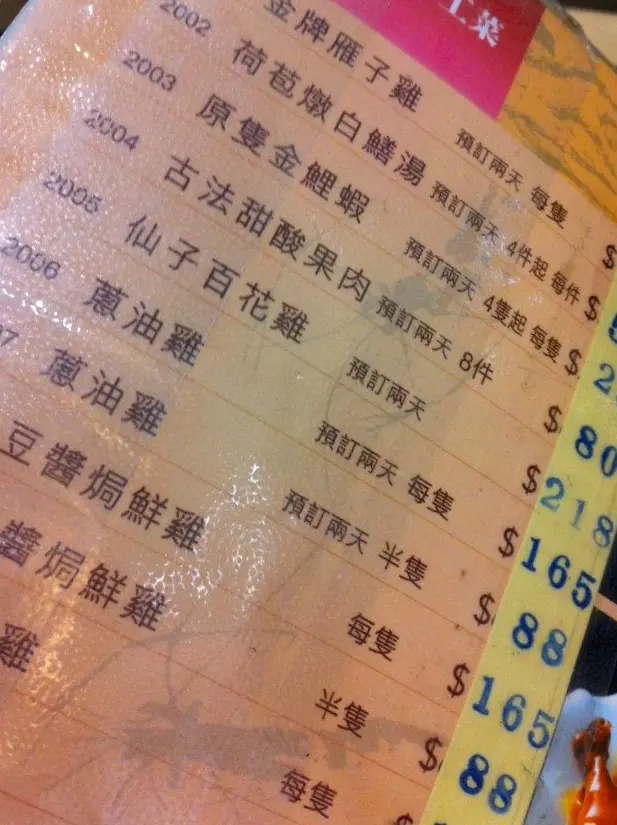 工菜
金牌雁子雞 預訂兩天 每隻 $
2002 荷苞燉白鱔湯 預訂兩天 4件起 每件 $
2003 原隻金鯉蝦 預訂兩天 4隻起 每隻 $
2004 古法甜酸果肉 預訂兩天 8件 $ 80
2005 仙子百花雞 預訂兩天 $ 218
2006 蔥油雞 預訂兩天 每隻 $ 165
07 蔥油雞 預訂兩天 半隻 $ 88
豆醬焗鮮雞 每隻 $ 165
醬焗鮮雞 半隻 $ 88
雞 每隻 $